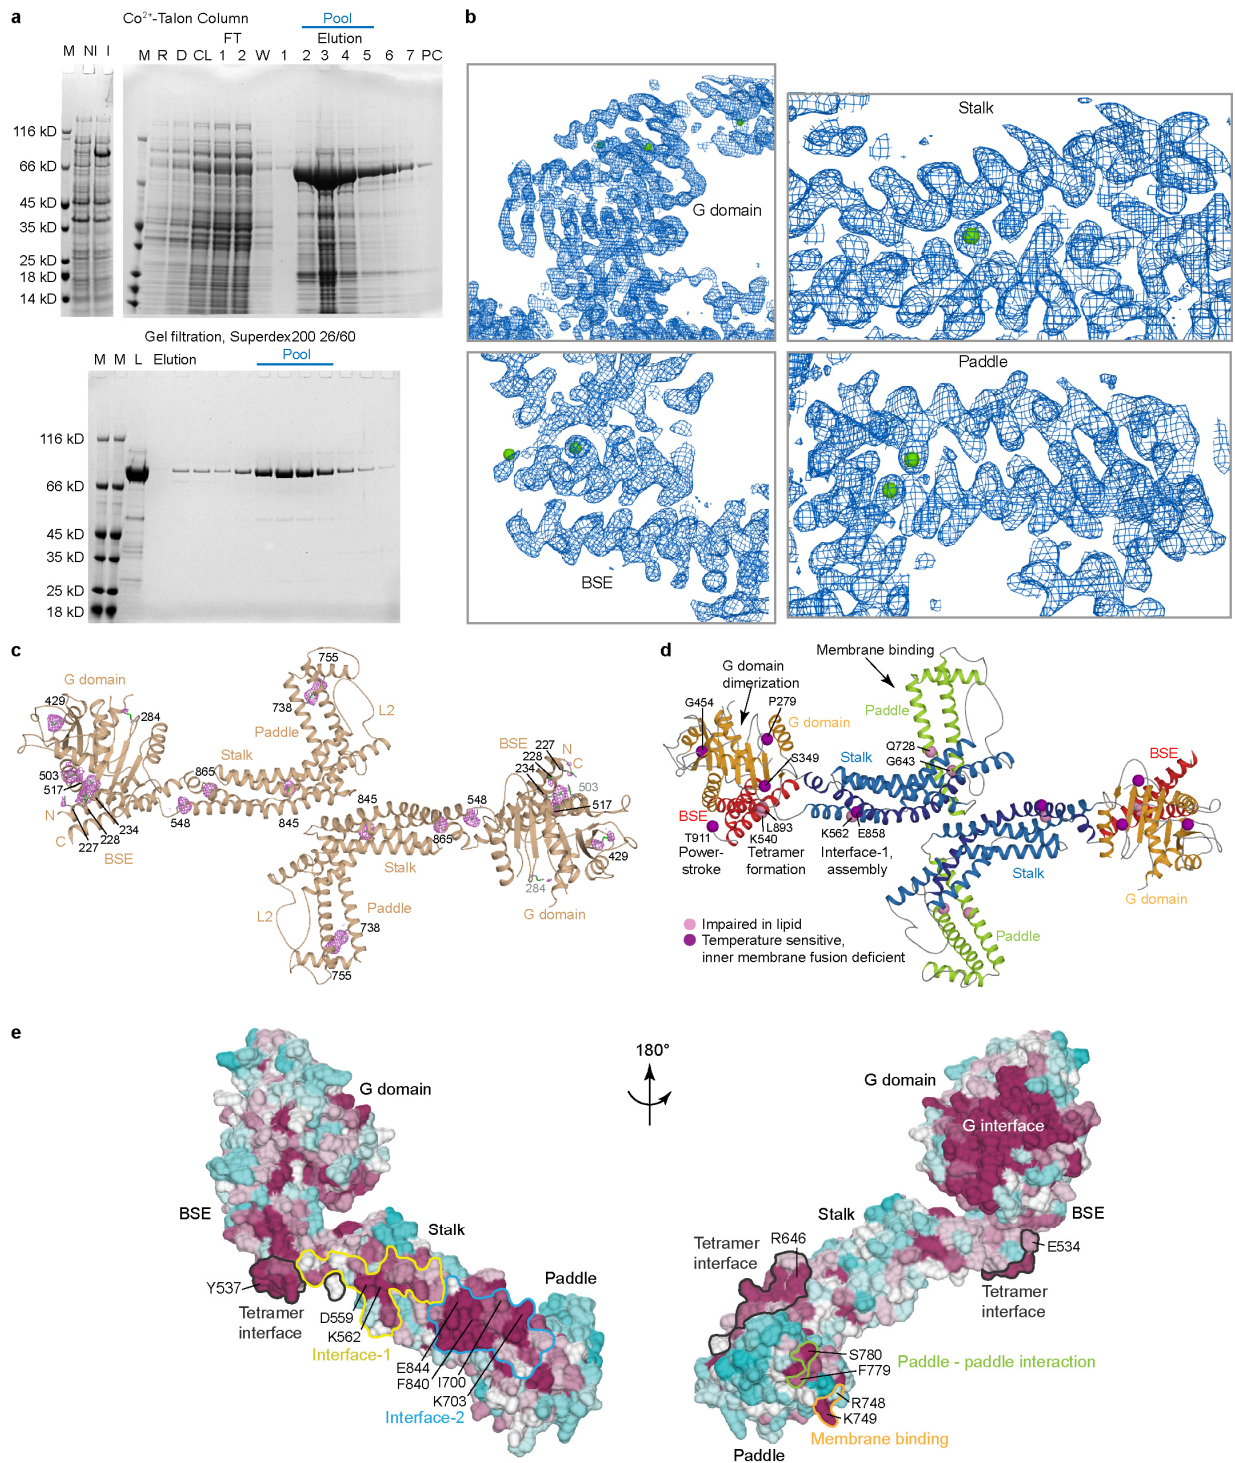 a
Co2+-Talon Column
Pool
FT
Elution
M NI I
M R D CL 1 2 W 1 2 3 4 5 6 7 PC
116 kD
66 kD
45 kD
35 kD
25 kD
18 kD
14 kD
Gel filtration, Superdex200 26/60
M M L Elution
Pool
116 kD
66 kD
45 kD
35 kD
25 kD
18 kD
b
G domain
Stalk
BSE
Paddle
c
755
G domain
429
284
738
Paddle
L2
Stalk
503
517
865
N
C
227
228
234
BSE
548
845
845
865
548
BSE
227
228
234
N
C
503
517
429
284
G domain
Stalk
L2
Paddle
738
755
d
Membrane binding
G domain
dimerization
G454
P279
G domain
Paddle
Q728
G643
Stalk
S349
BSE
BSE
L893
T911
K540
K562
E858
Power-
stroke
Tetramer
formation
Interface-1,
assembly
Stalk
G domain
Paddle
Impaired in lipid
Temperature sensitive,
inner membrane fusion deficient
e
180°
G domain
BSE
Stalk
Paddle
Y537
Tetramer
interface
D559
K562
Interface-1
E844
F840
I700
K703
Interface-2
G domain
G interface
BSE
Stalk
R646
Tetramer
interface
E534
Tetramer
interface
S780
F779
Paddle - paddle interaction
R748
K749
Membrane binding
Paddle